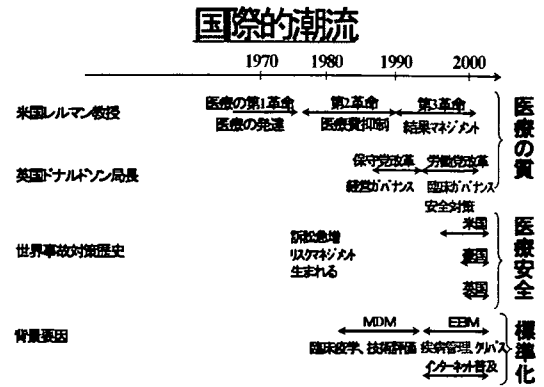 国際的潮流
1970 1980 1990 2000
米国レルマン教授
医療の第1革命 第2革命 第3革命
医療の発達 医療費抑制 結果マネジメント
英国ドナルドソン局長
保守党改革 労働党改革
経営ガバナンス 臨床ガバナンス
安全対策
医療の質
世界事故対策歴史
訴訟急増
リスクマネジメント
生まれる
米国
豪国
英国
医療安全
背景要因
MDM EBM
臨床疫学、技術評価 疾病管理、クリパス
インターネット普及
標準化